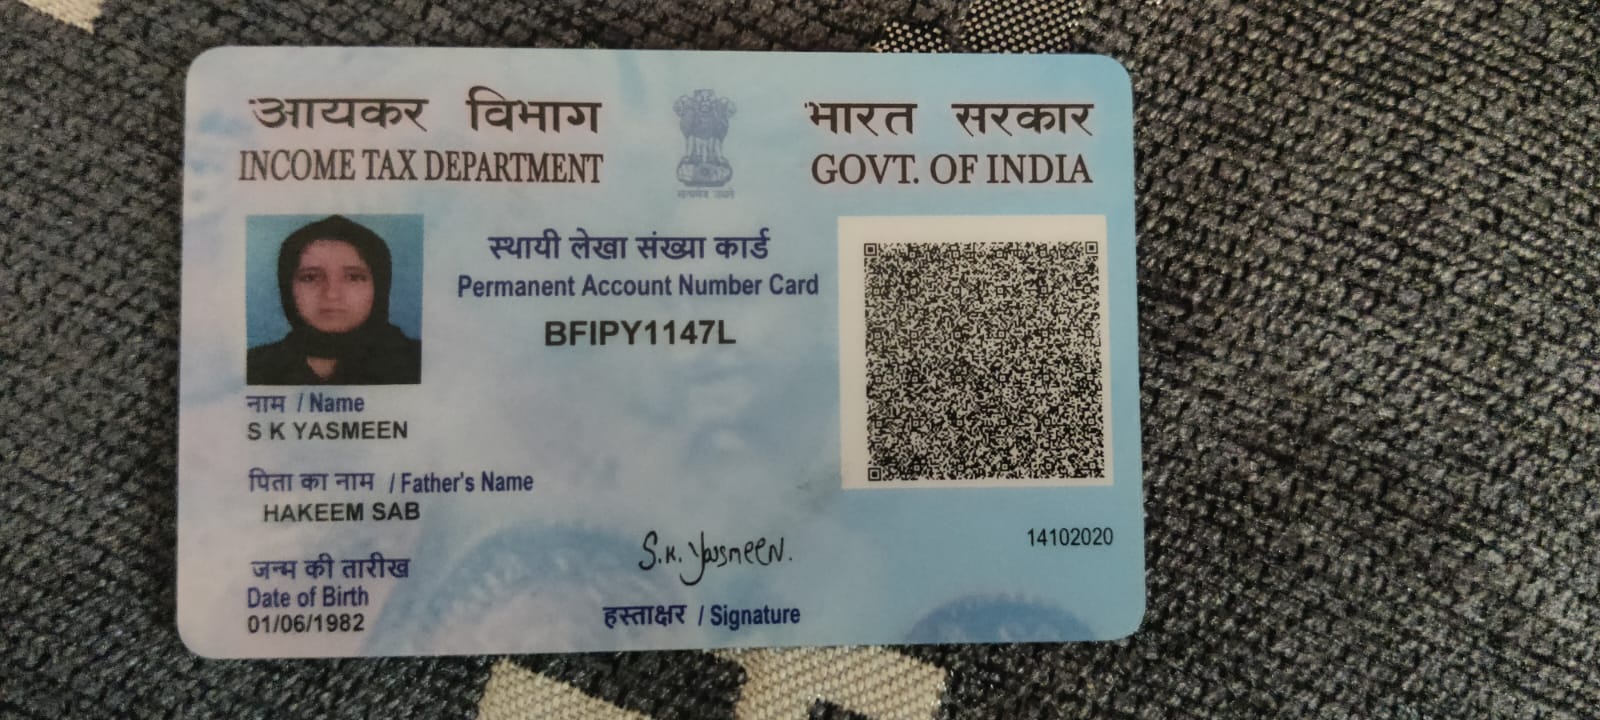 आयकर विभाग
INCOME TAX DEPARTMENT
भारत सरकार
GOVT. OF INDIA
सत्यमेव जयते
स्थायी लेखा संख्या कार्ड
Permanent Account Number Card
BFIPY1147L
नाम / Name
S K YASMEEN
पिता का नाम / Father's Name
HAKEEM SAB
जन्म की तारीख
Date of Birth
01/06/1982
S.K. Yasmeen.
हस्ताक्षर / Signature
14102020